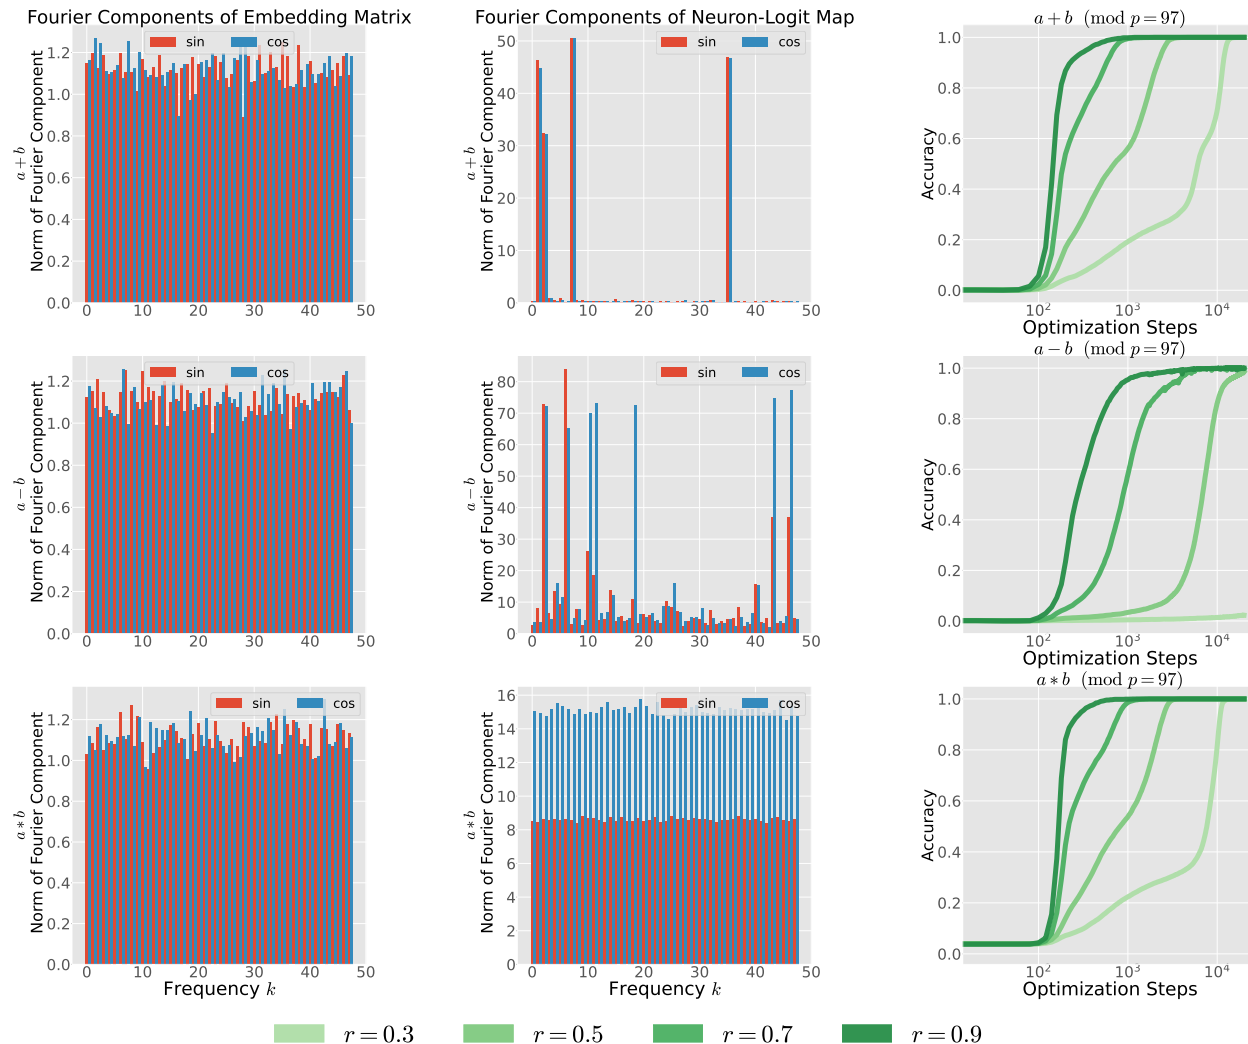 Fourier Components of Embedding Matrix
sin cos
a + b
Norm of Fourier Component
0.0 0.2 0.4 0.6 0.8 1.0 1.2
0 10 20 30 40 50
Fourier Components of Neuron-Logit Map
sin cos
a + b
Norm of Fourier Component
0 10 20 30 40 50
0 10 20 30 40 50
a + b (mod p = 97)
Accuracy
0.0 0.2 0.4 0.6 0.8 1.0
10² 10³ 10⁴
Optimization Steps
sin cos
a − b
Norm of Fourier Component
0.0 0.2 0.4 0.6 0.8 1.0 1.2
0 10 20 30 40 50
sin cos
a − b
Norm of Fourier Component
0 10 20 30 40 50 60 70 80
0 10 20 30 40 50
a − b (mod p = 97)
Accuracy
0.0 0.2 0.4 0.6 0.8 1.0
10² 10³ 10⁴
Optimization Steps
sin cos
a ∗ b
Norm of Fourier Component
0.0 0.2 0.4 0.6 0.8 1.0 1.2
0 10 20 30 40 50
Frequency k
sin cos
a ∗ b
Norm of Fourier Component
0 2 4 6 8 10 12 14 16
0 10 20 30 40 50
Frequency k
a ∗ b (mod p = 97)
Accuracy
0.0 0.2 0.4 0.6 0.8 1.0
10² 10³ 10⁴
Optimization Steps
r = 0.3 r = 0.5 r = 0.7 r = 0.9